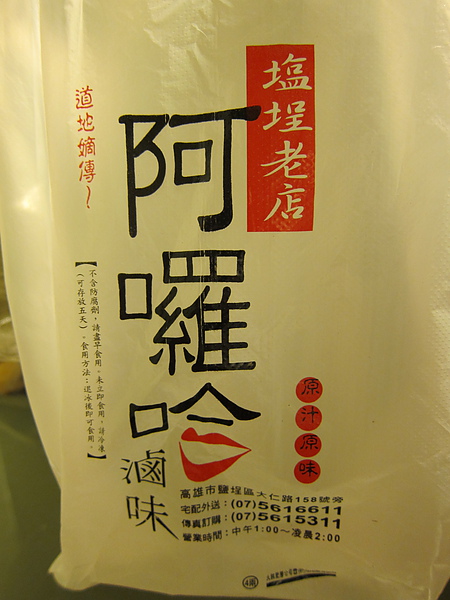 塩埕老店
阿囉哈
滷味
道地嫡傳~
【不含防腐劑,請盡早食用。未立即食用,請冷凍
(可存放五天)。食用方法:退冰後即可食用。】
原汁原味
高雄市鹽埕區大仁路158號旁
宅配外送:(07)5616611
傳真訂購:(07)5615311
營業時間:中午1:00~凌晨2:00
4兩